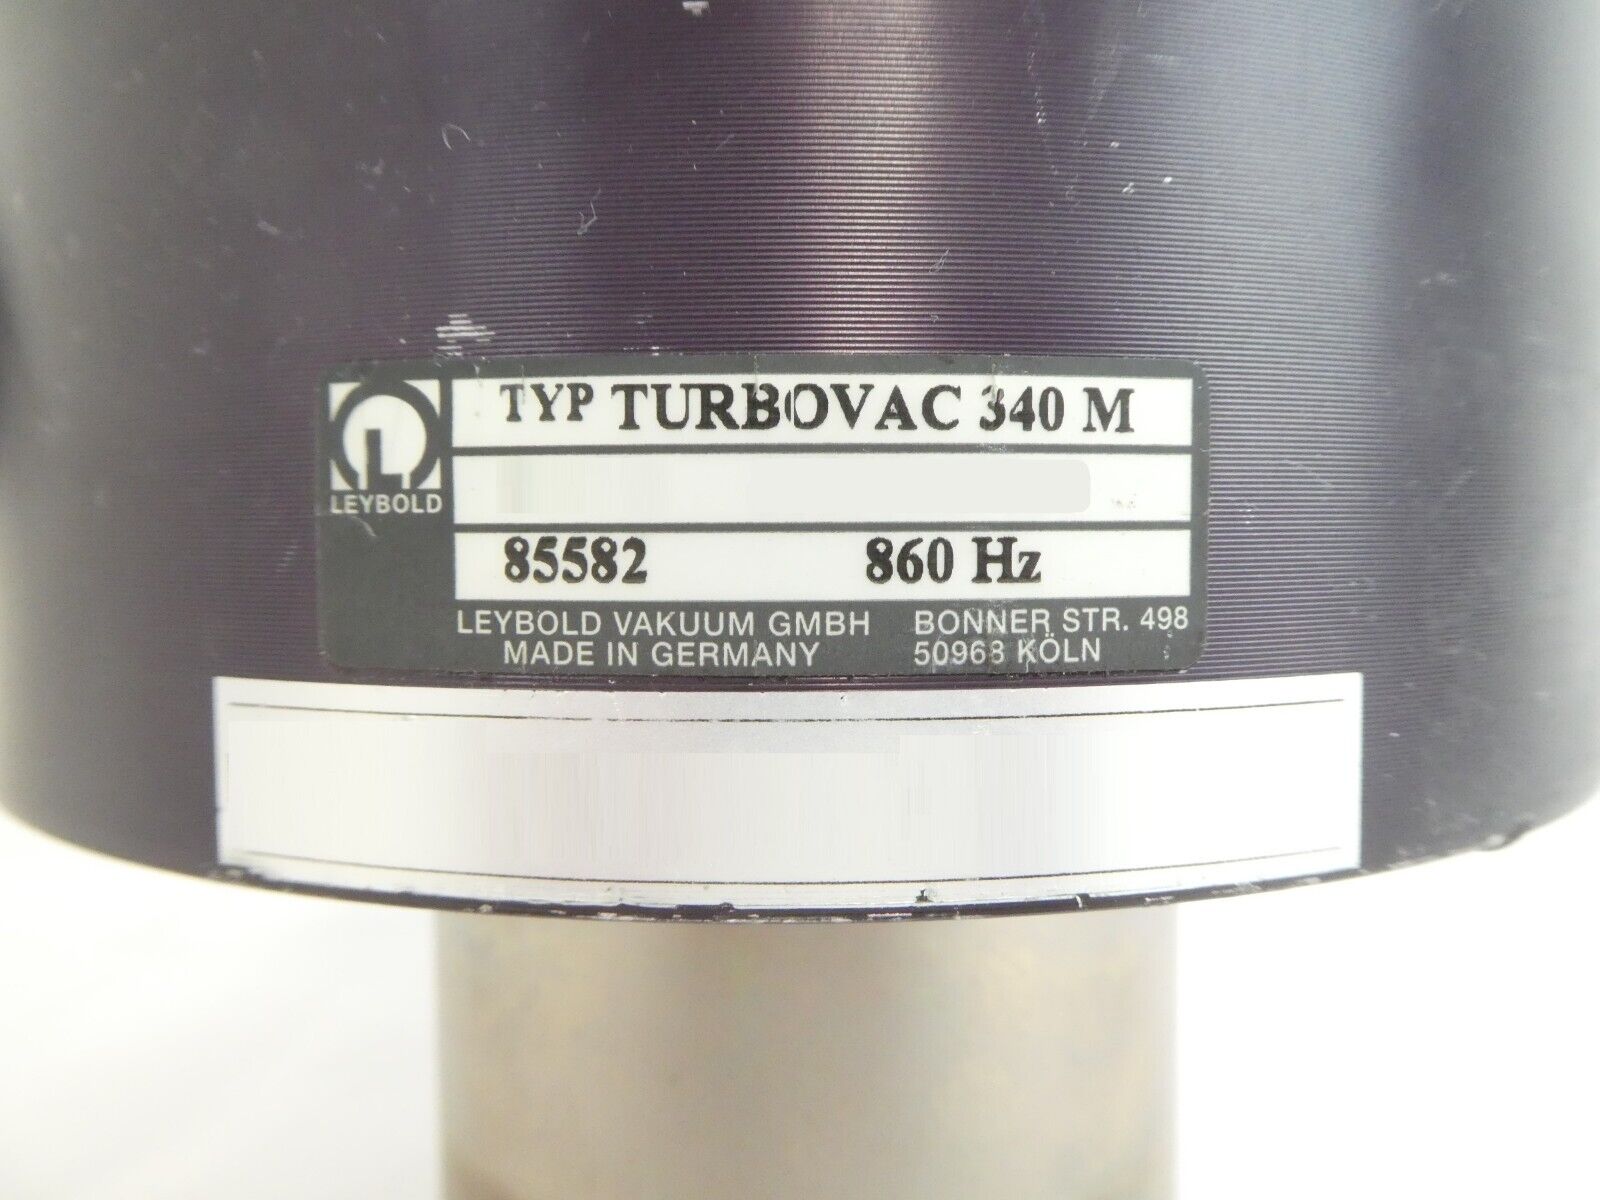 TYP TURBOVAC 340 M
L
LEYBOLD
85582 860 Hz
LEYBOLD VAKUUM GMBH BONNER STR. 498
MADE IN GERMANY 50968 KÖLN